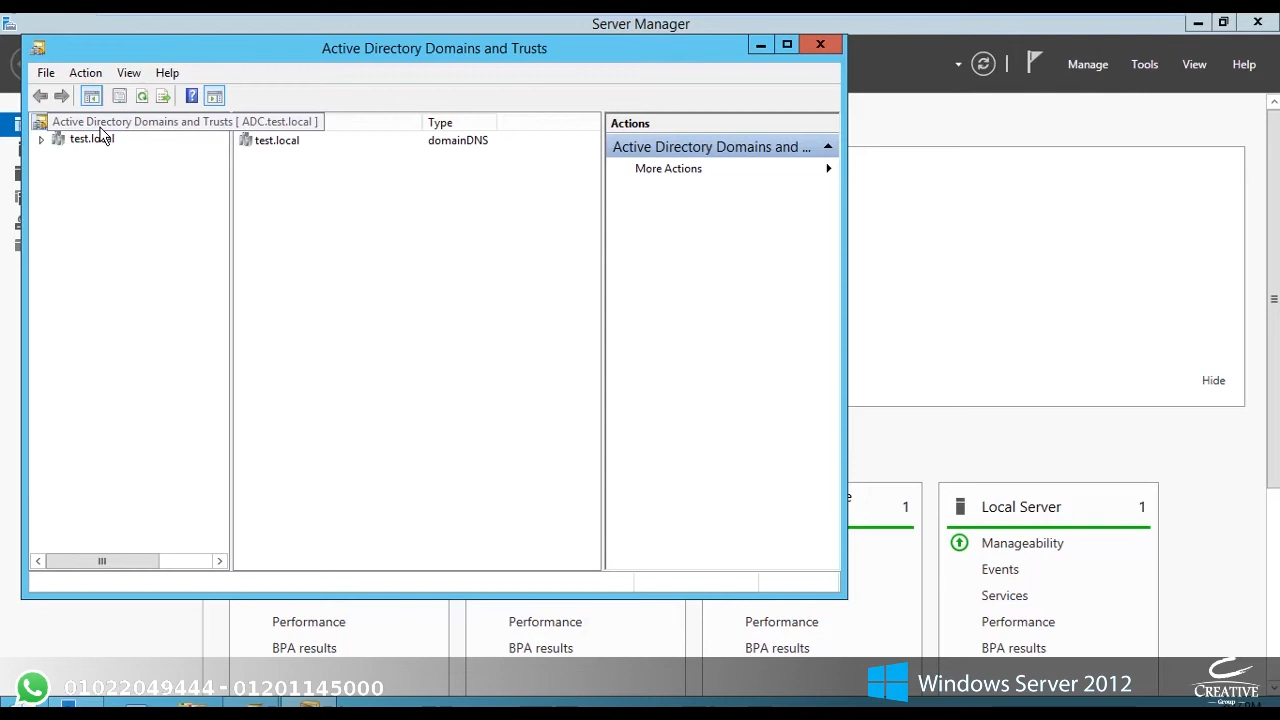 Server Manager
Active Directory Domains and Trusts
File Action View Help
Manage Tools View Help
Active Directory Domains and Trusts [ ADC.test.local ]
Type
Actions
test.local
test.local domainDNS
Active Directory Domains and ...
More Actions
Hide
1
Local Server 1
Manageability
Events
Services
Performance
BPA results
Performance
BPA results
Performance
BPA results
Performance
BPA results
01022049444 - 01201145000
Windows Server 2012
CREATIVE
Group